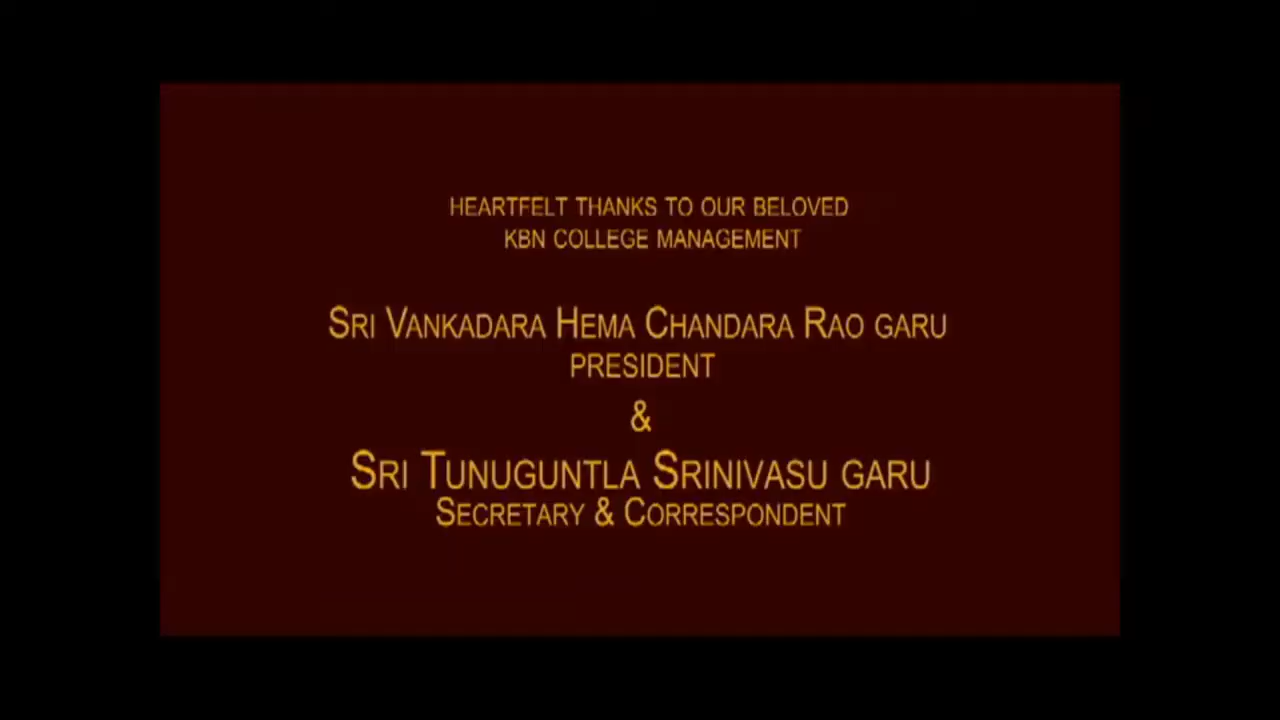 HEARTFELT THANKS TO OUR BELOVED
KBN COLLEGE MANAGEMENT
SRI VANKADARA HEMA CHANDARA RAO GARU
PRESIDENT
&
SRI TUNUGUNTLA SRINIVASU GARU
SECRETARY & CORRESPONDENT